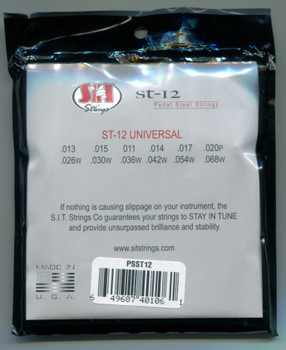 SIT
Strings
ST-12
Pedal Steel Strings
ST-12 UNIVERSAL
.013 .015 011 .014 .017 .020P
.026W .030W .036W .042W .054W .068W
If nothing is causing slippage on your instrument, the
S.I.T. Strings Co guarantees your strings to STAY IN TUNE
and provide unsurpassed brilliance and stability.
www.sitstrings.com
PSST12
MADE IN
U.S.A.
6 49687 40106 1